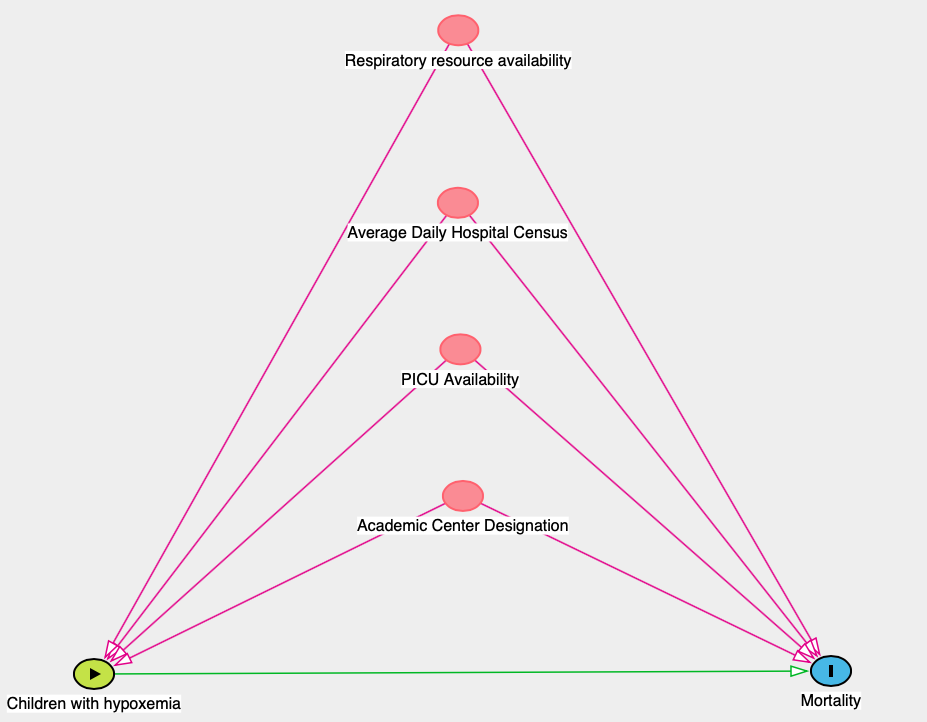 Respiratory resource availability
Average Daily Hospital Census
PICU Availability
Academic Center Designation
Children with hypoxemia
Mortality